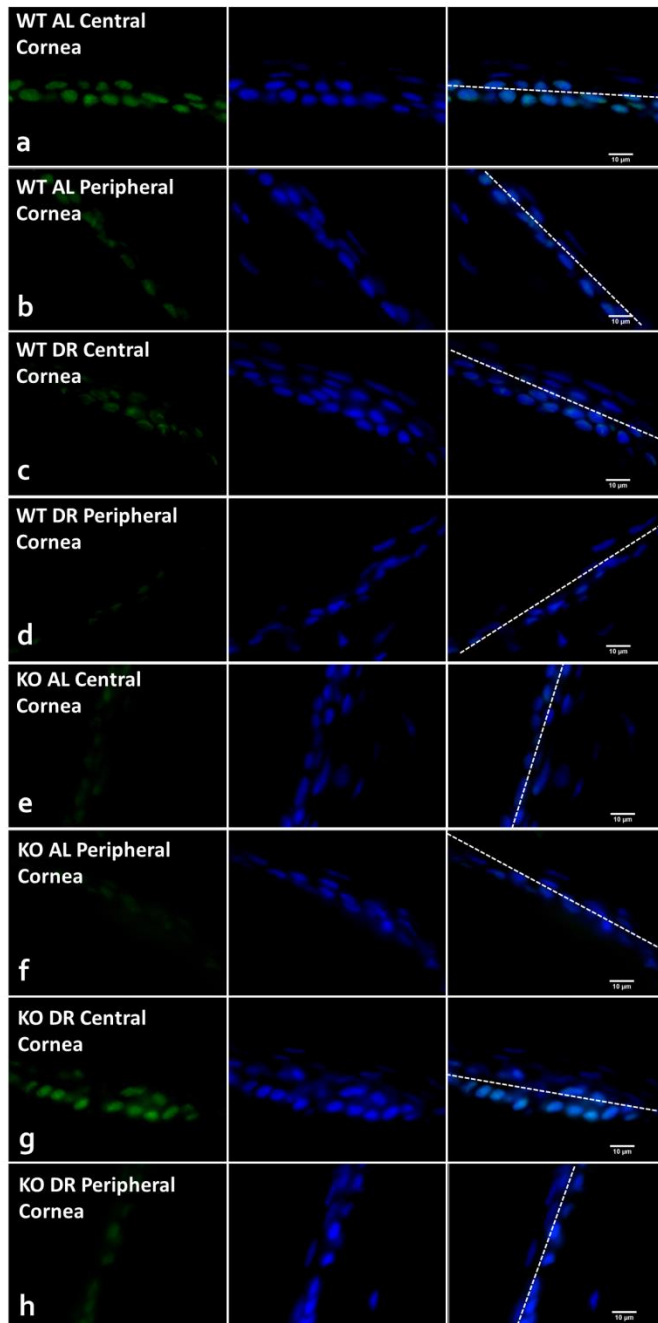 WT AL Central
Cornea
a
10 µm
WT AL Peripheral
Cornea
b
10 µm
WT DR Central
Cornea
c
10 µm
WT DR Peripheral
Cornea
d
10 µm
KO AL Central
Cornea
e
10 µm
KO AL Peripheral
Cornea
f
10 µm
KO DR Central
Cornea
g
10 µm
KO DR Peripheral
Cornea
h
10 µm